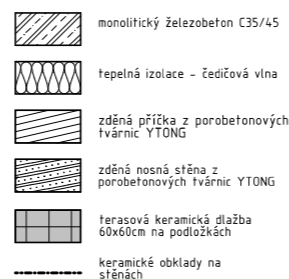 monolitický železobeton C35/45
tepelná izolace - čedičová vlna
zděná příčka z porobetonových
tvárnic YTONG
zděná nosná stěna z
porobetonových tvárnic YTONG
terasová keramická dlažba
60x60cm na podložkách
keramické obklady na
stěnách